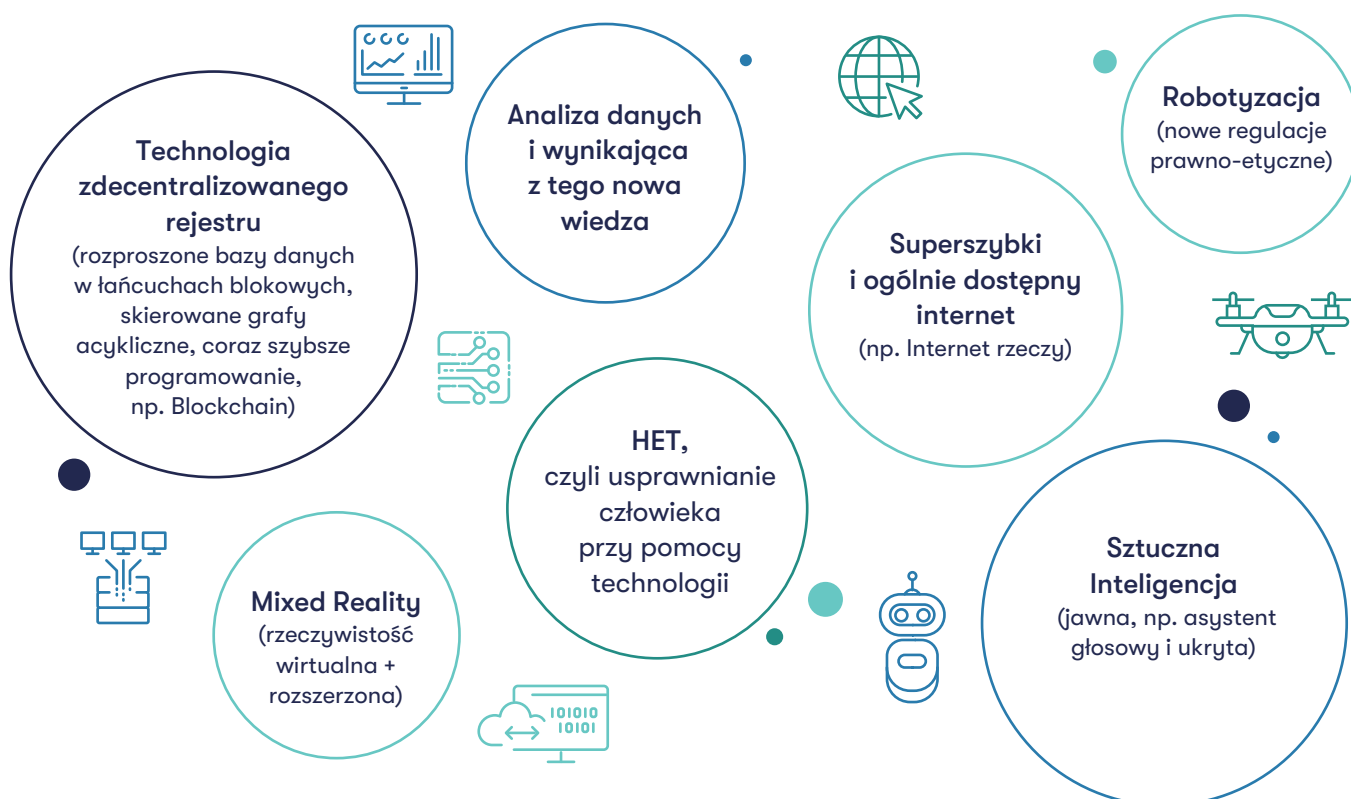 Technologia
zdecentralizowanego
rejestru
(rozproszone bazy danych
w łańcuchach blokowych,
skierowane grafy
acykliczne, coraz szybsze
programowanie,
np. Blockchain)
Analiza danych
i wynikająca
z tego nowa
wiedza
Superszybki
i ogólnie dostępny
internet
(np. Internet rzeczy)
Robotyzacja
(nowe regulacje
prawno-etyczne)
Mixed Reality
(rzeczywistość
wirtualna +
rozszerzona)
HET,
czyli usprawnianie
człowieka
przy pomocy
technologii
Sztuczna
Inteligencja
(jawna, np. asystent
głosowy i ukryta)
101010
10101